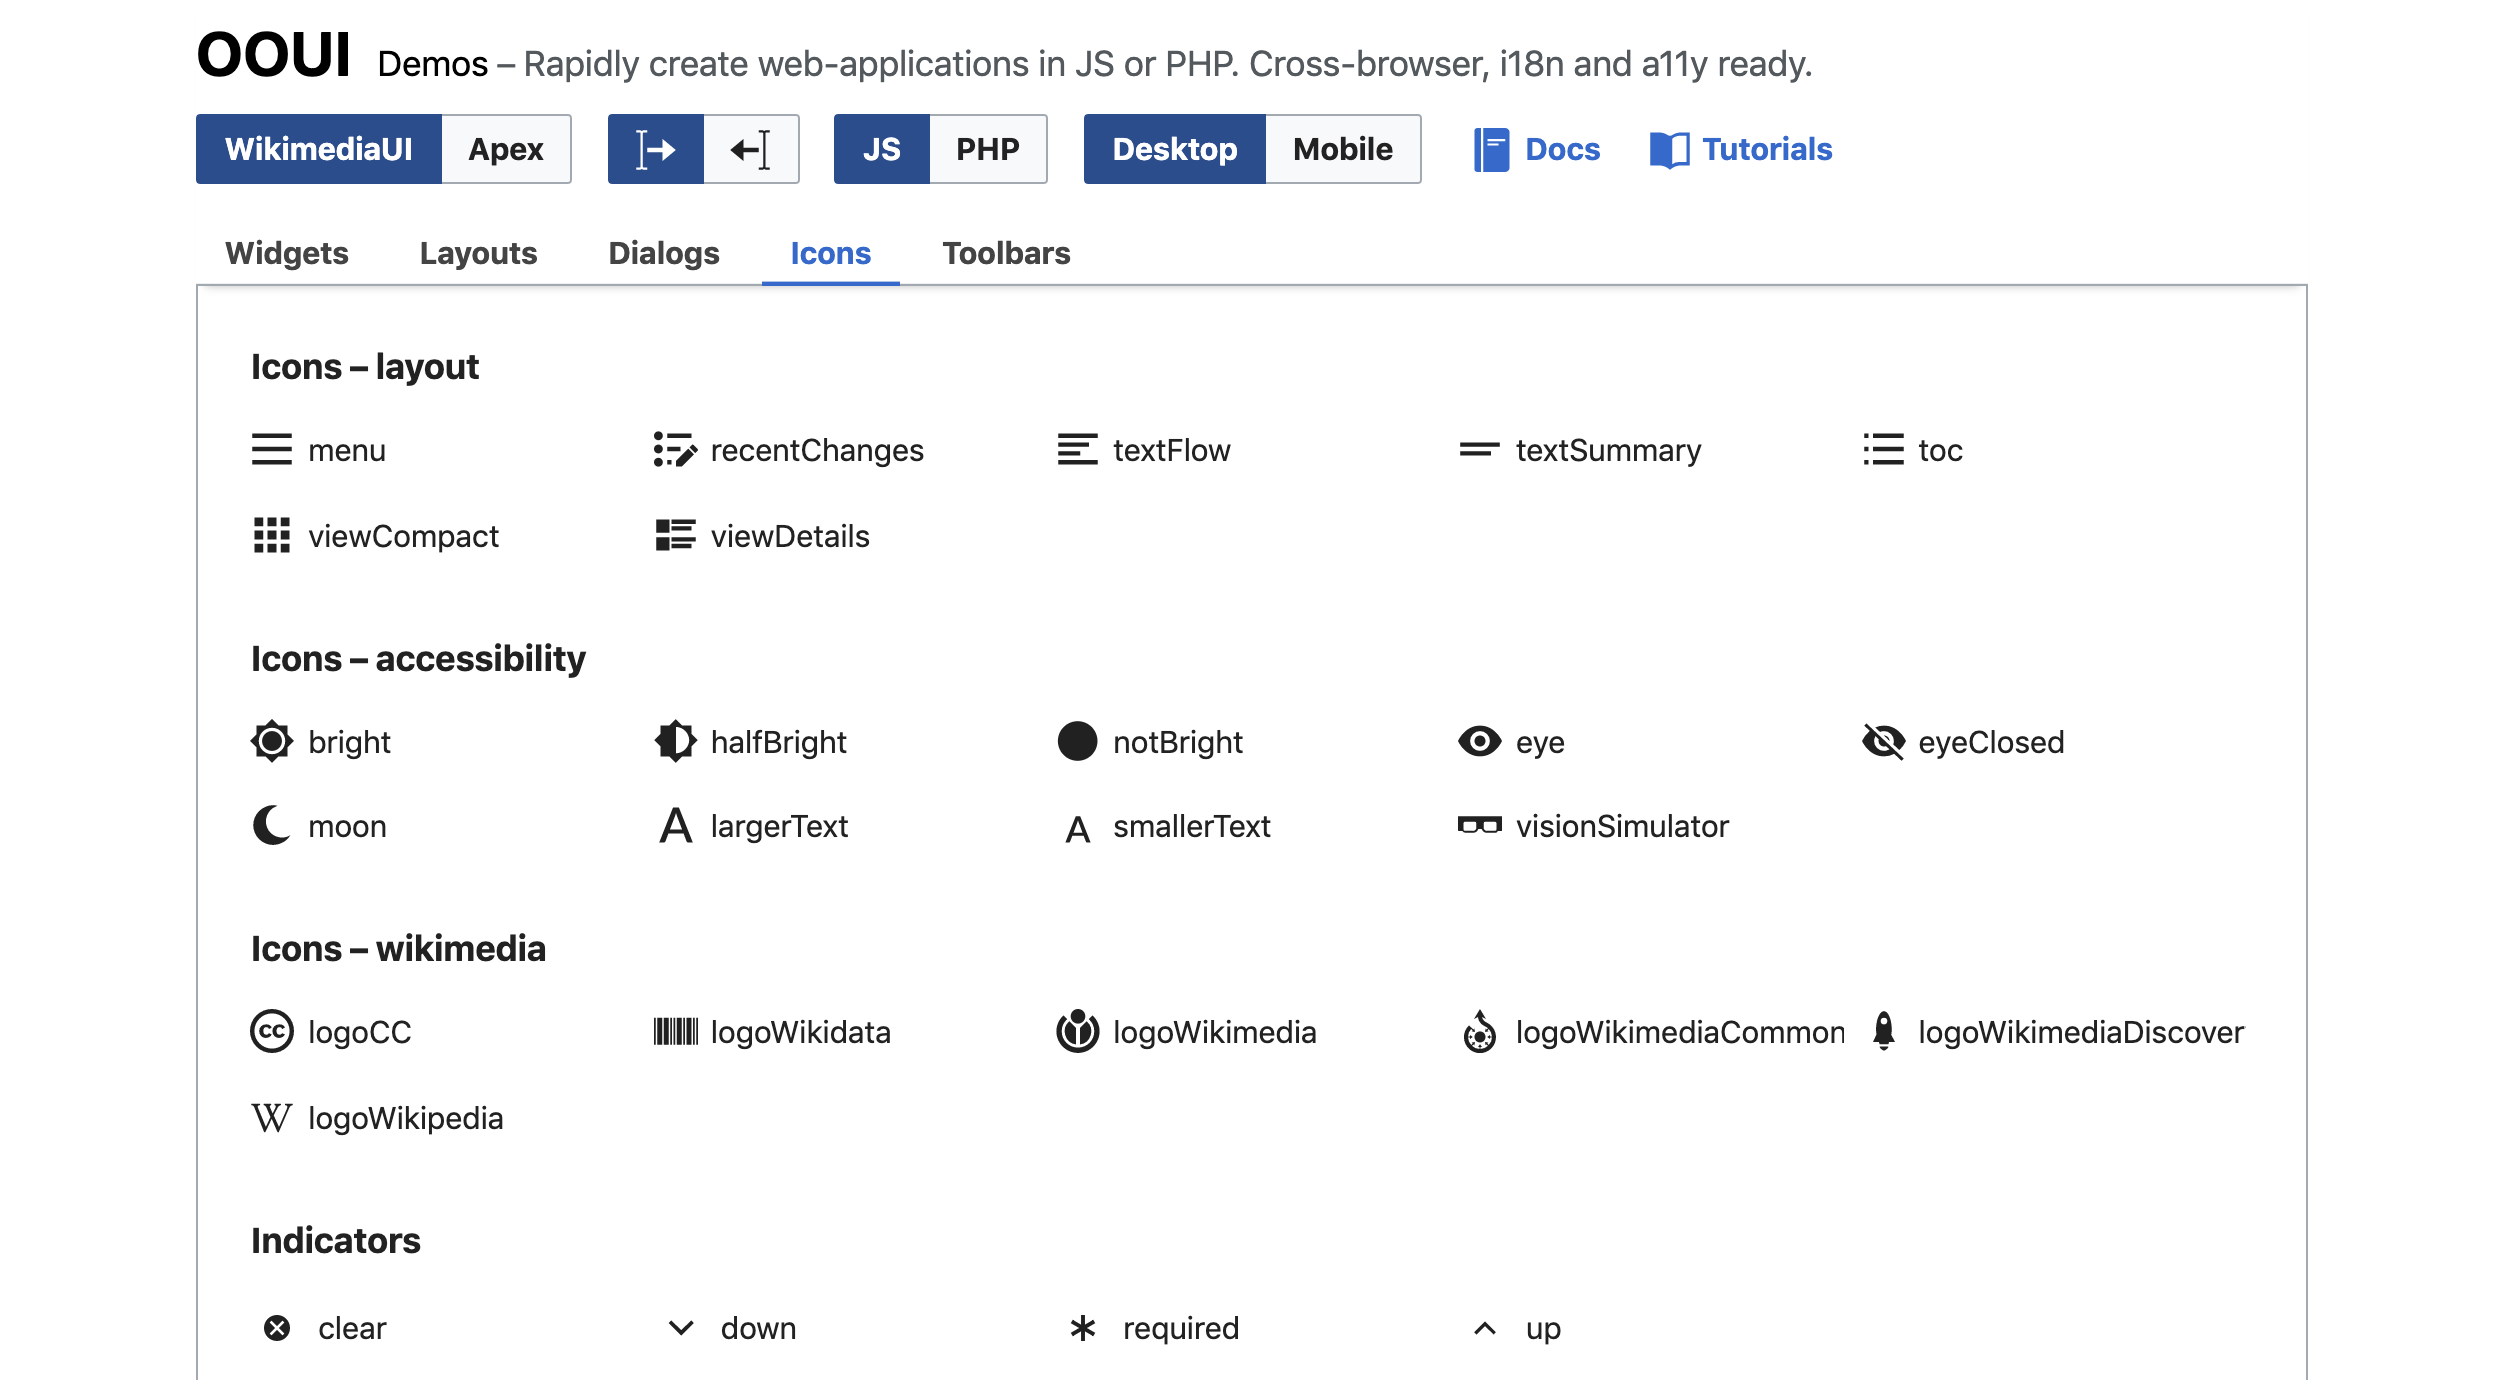 OOUI Demos – Rapidly create web-applications in JS or PHP. Cross-browser, i18n and a11y ready.
WikimediaUI Apex JS PHP Desktop Mobile Docs Tutorials
Widgets Layouts Dialogs Icons Toolbars
Icons – layout
menu recentChanges textFlow textSummary toc
viewCompact viewDetails
Icons – accessibility
bright halfBright notBright eye eyeClosed
moon A largerText A smallerText visionSimulator
Icons – wikimedia
cc logoCC logoWikidata logoWikimedia logoWikimediaCommon logoWikimediaDiscover
W logoWikipedia
Indicators
clear down required up